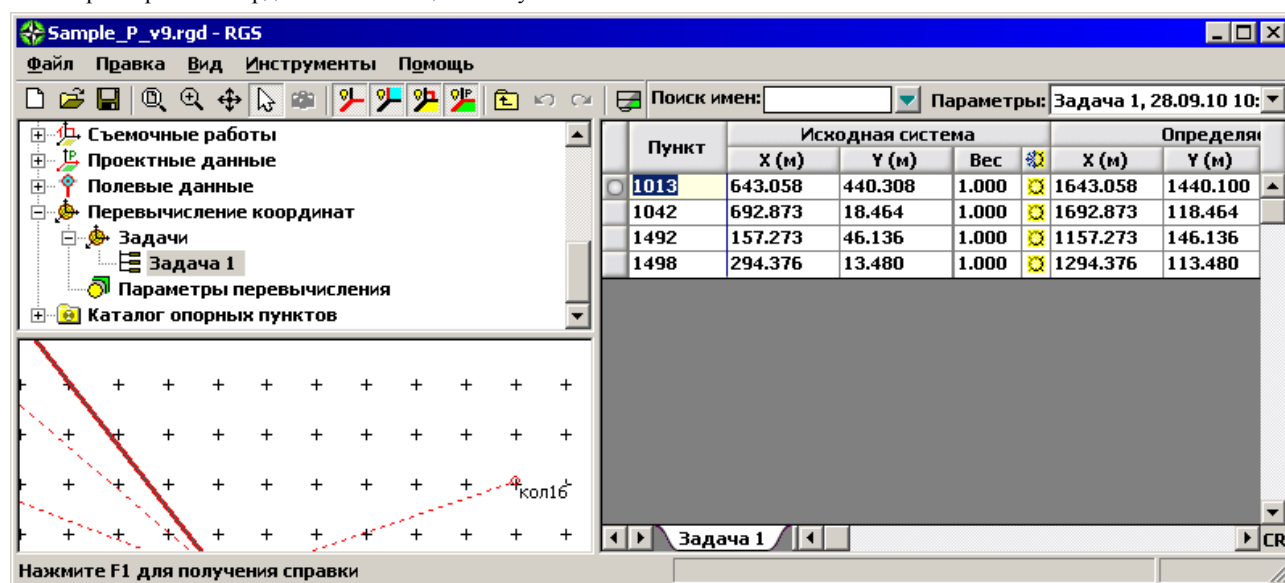 Sample_P_v9.rgd - RGS
Файл Правка Вид Инструменты Помощь
Поиск имен: Параметры: Задача 1, 28.09.10 10:
Съемочные работы
Проектные данные
Полевые данные
Перевычисление координат
Задачи
Задача 1
Параметры перевычисления
Каталог опорных пунктов
Пункт Исходная система Определя
X (м) Y (м) Вес X (м) Y (м)
1013 643.058 440.308 1.000 1643.058 1440.100
1042 692.873 18.464 1.000 1692.873 118.464
1492 157.273 46.136 1.000 1157.273 146.136
1498 294.376 13.480 1.000 1294.376 113.480
кол16
Задача 1 CR
Нажмите F1 для получения справки